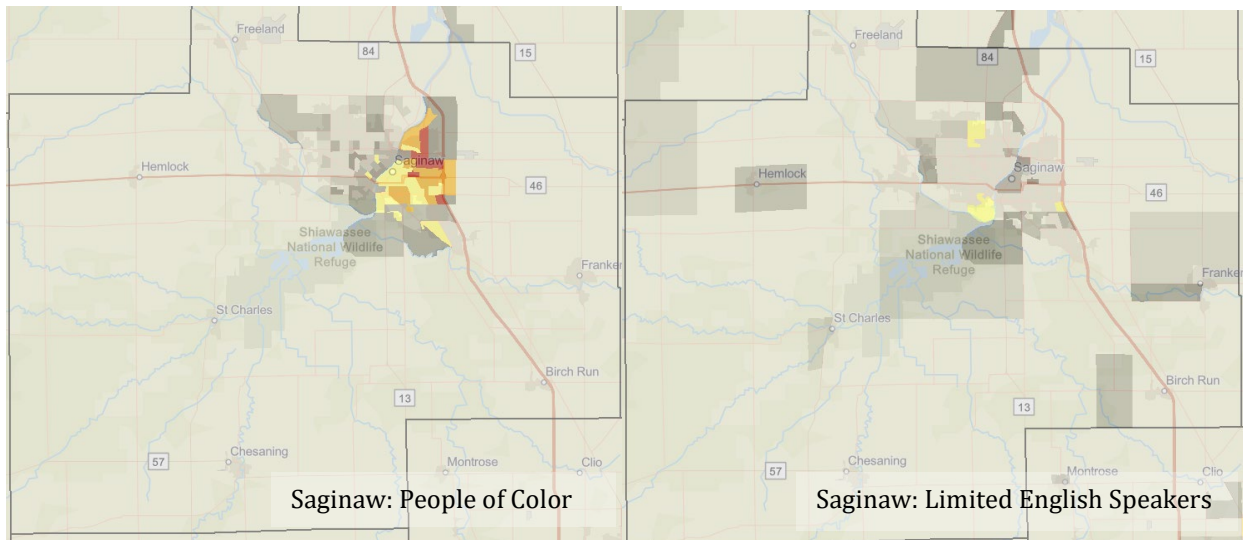 Freeland
84
15
Hemlock
Saginaw
46
Shiawassee
National Wildlife
Refuge
Franken
St Charles
Birch Run
13
57
Chesaning
Montrose
Clio
Saginaw: People of Color
Freeland
84
15
Hemlock
Saginaw
46
Shiawassee
National Wildlife
Refuge
Franken
St Charles
Birch Run
13
57
Chesaning
Montrose
Clio
Saginaw: Limited English Speakers